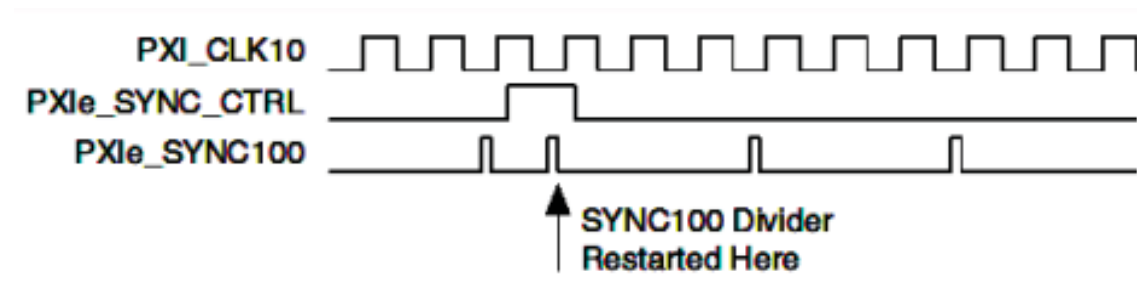 PXI_CLK10
PXIe_SYNC_CTRL
PXIe_SYNC100
SYNC100 Divider
Restarted Here